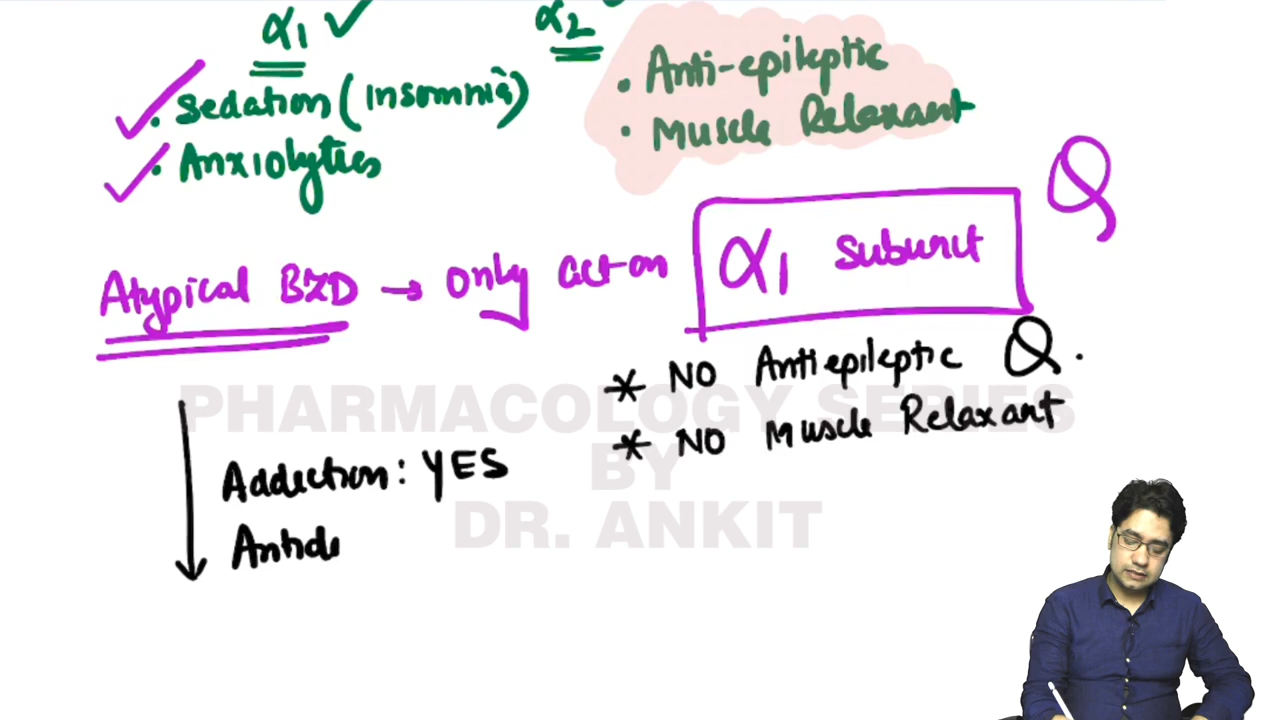 α1 α2
• Sedation (insomnia)
• Anxiolytics
• Anti-epileptic
• Muscle Relaxant
Q
Atypical BZD → only act on α1 subunit
* NO Antiepileptic Q.
* NO Muscle Relaxant
Addiction: YES
Antido
PHARMACOLOGY SERIES
BY
DR. ANKIT